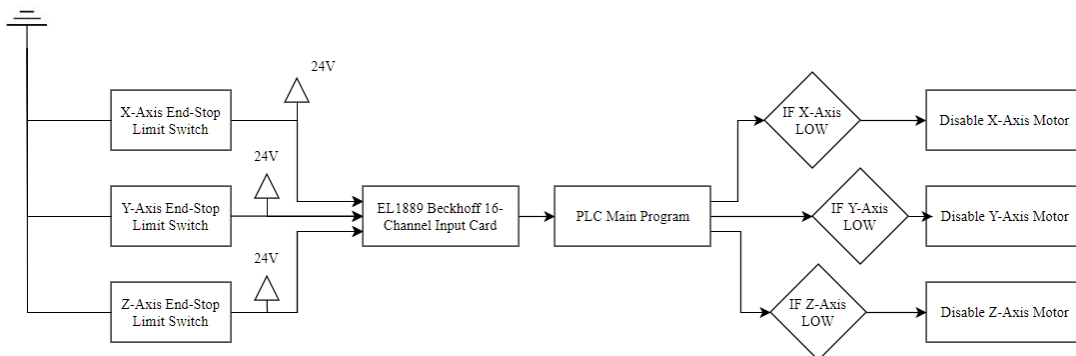 24V
X-Axis End-Stop
Limit Switch
24V
Y-Axis End-Stop
Limit Switch
24V
Z-Axis End-Stop
Limit Switch
EL1889 Beckhoff 16-
Channel Input Card
PLC Main Program
IF X-Axis
LOW
Disable X-Axis Motor
IF Y-Axis
LOW
Disable Y-Axis Motor
IF Z-Axis
LOW
Disable Z-Axis Motor